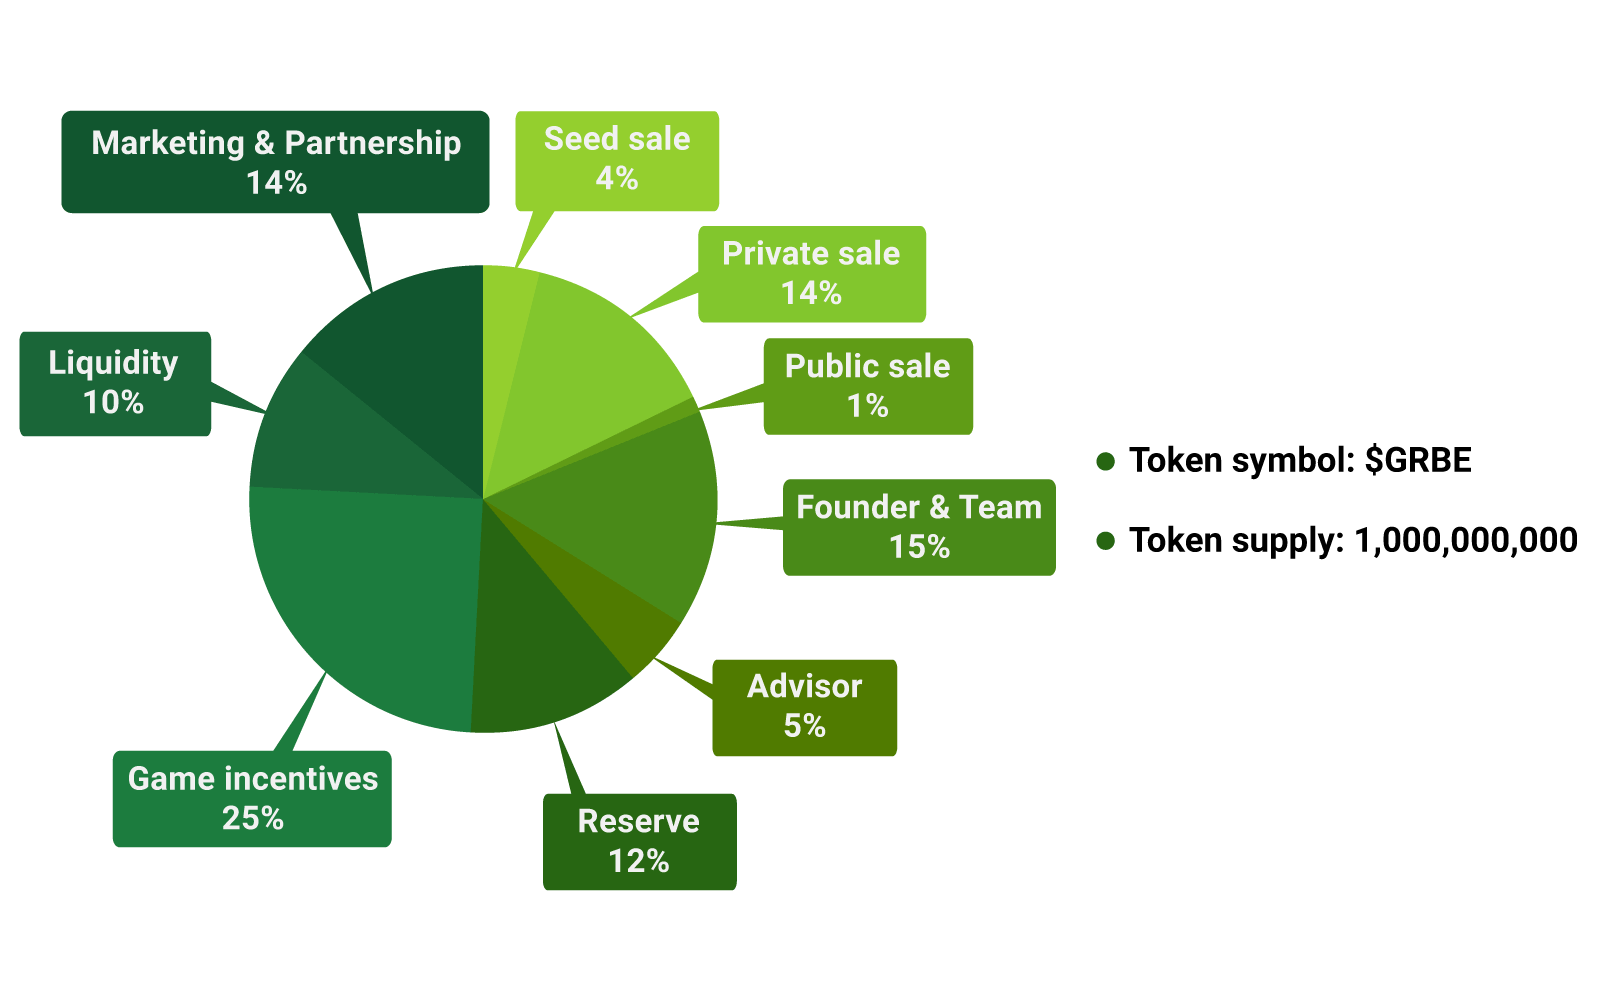 Marketing & Partnership
14%
Seed sale
4%
Private sale
14%
Public sale
1%
Liquidity
10%
Founder & Team
15%
Advisor
5%
Game incentives
25%
Reserve
12%
Token symbol: $GRBE
Token supply: 1,000,000,000